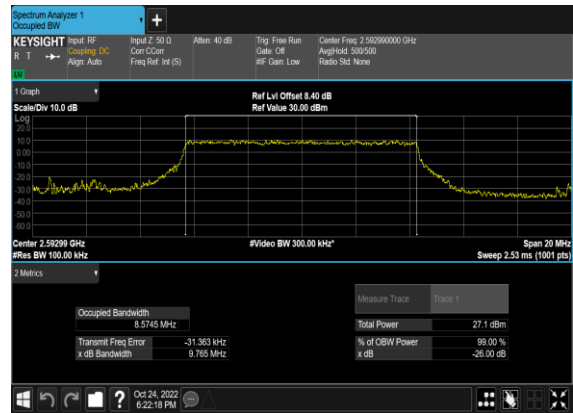 Spectrum Analyzer 1
Occupied BW
+
KEYSIGHT
R T
LXI
Input: RF
Coupling: DC
Align: Auto
Input Z: 50 Ω
Corr CCorr
Freq Ref: Int (S)
Atten: 40 dB
Trig: Free Run
Gate: Off
#IF Gain: Low
Center Freq: 2.592990000 GHz
Avg|Hold: 500/500
Radio Std: None
1 Graph
Scale/Div 10.0 dB
Ref Lvl Offset 8.40 dB
Ref Value 30.00 dBm
Log
20.0
10.0
0.00
-10.0
-20.0
-30.0
-40.0
-50.0
-60.0
Center 2.59299 GHz
#Res BW 100.00 kHz
#Video BW 300.00 kHz*
Span 20 MHz
Sweep 2.53 ms (1001 pts)
2 Metrics
Measure Trace Trace 1
Occupied Bandwidth
8.5745 MHz
Total Power 27.1 dBm
Transmit Freq Error -31.363 kHz
% of OBW Power 99.00 %
x dB Bandwidth 9.765 MHz
x dB -26.00 dB
?
Oct 24, 2022
6:22:18 PM